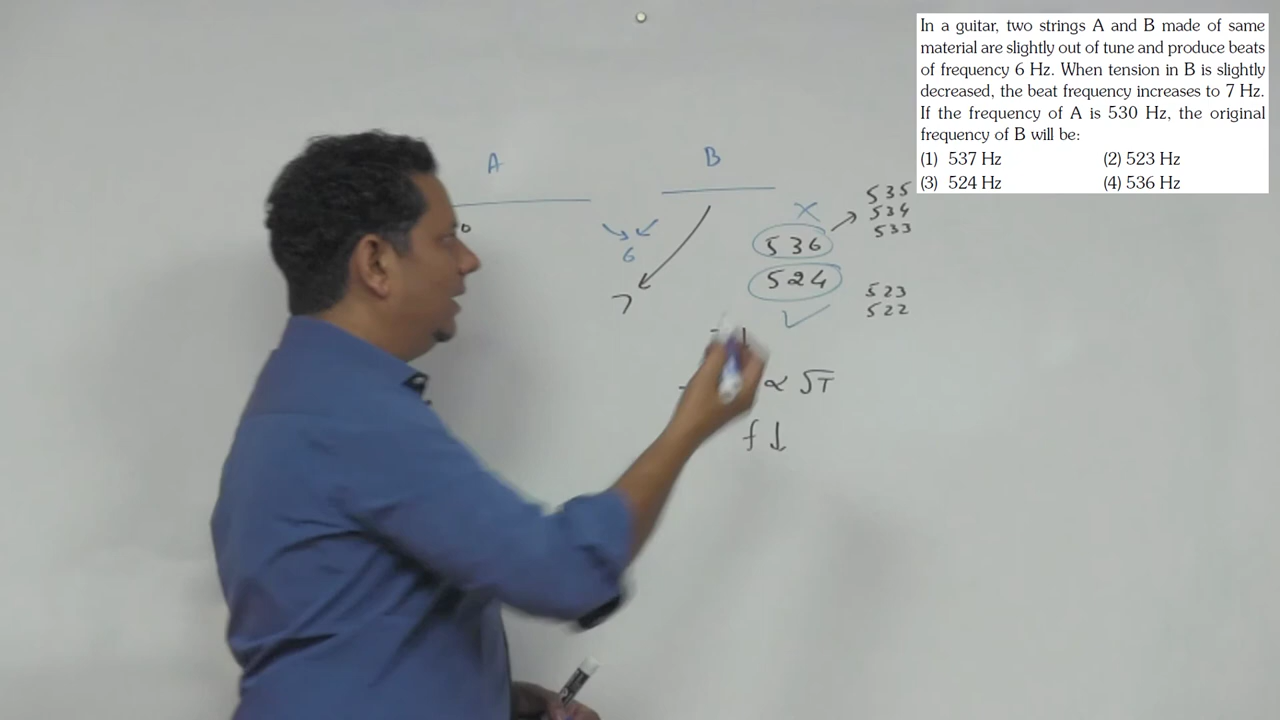 In a guitar, two strings A and B made of same
material are slightly out of tune and produce beats
of frequency 6 Hz. When tension in B is slightly
decreased, the beat frequency increases to 7 Hz.
If the frequency of A is 530 Hz, the original
frequency of B will be:
(1) 537 Hz (2) 523 Hz
(3) 524 Hz (4) 536 Hz
A B
535
534
533
536
6
524
523
522
7
∝ √T
f ↓